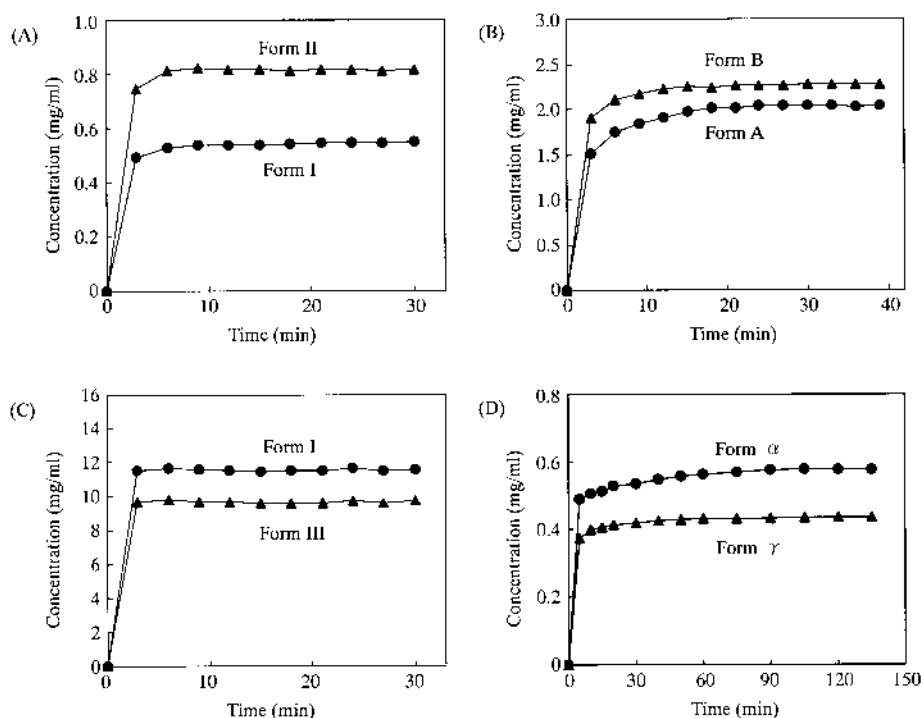 (A)
Concentration (mg/ml)
1.0
0.8
0.6
0.4
0.2
0
Form II
Form I
0 10 20 30
Time (min)
(B)
Concentration (mg/ml)
3.0
2.5
2.0
1.5
1.0
0.5
0
Form B
Form A
0 10 20 30 40
Time (min)
(C)
Concentration (mg/ml)
16
14
12
10
8
6
4
2
0
Form I
Form III
0 10 20 30
Time (min)
(D)
Concentration (mg/ml)
0.8
0.6
0.4
0.2
0
Form α
Form γ
0 30 60 90 120 150
Time (min)